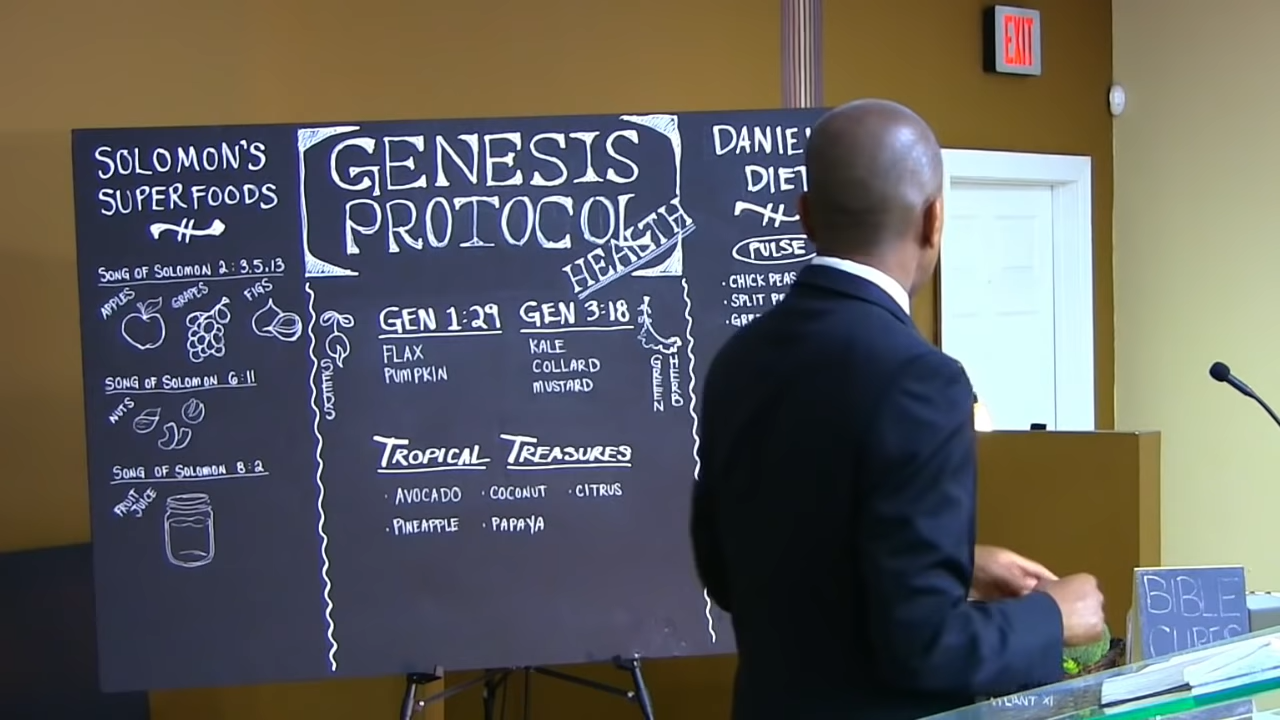 EXIT
SOLOMON'S
SUPERFOODS
SONG OF SOLOMON 2:3,5,13
APPLES
GRAPES
FIGS
SONG OF SOLOMON 6:11
NUTS
SONG OF SOLOMON 8:2
FRUIT
JUICE
GENESIS
PROTOCOL
HEALTH
GEN 1:29
FLAX
PUMPKIN
SEEDS
GEN 3:18
KALE
COLLARD
MUSTARD
GREEN
HERB
TROPICAL TREASURES
· AVOCADO · COCONUT · CITRUS
· PINEAPPLE · PAPAYA
DIET
PULSE
· CHICK PEAS
· SPLIT
BIBLE
CURES